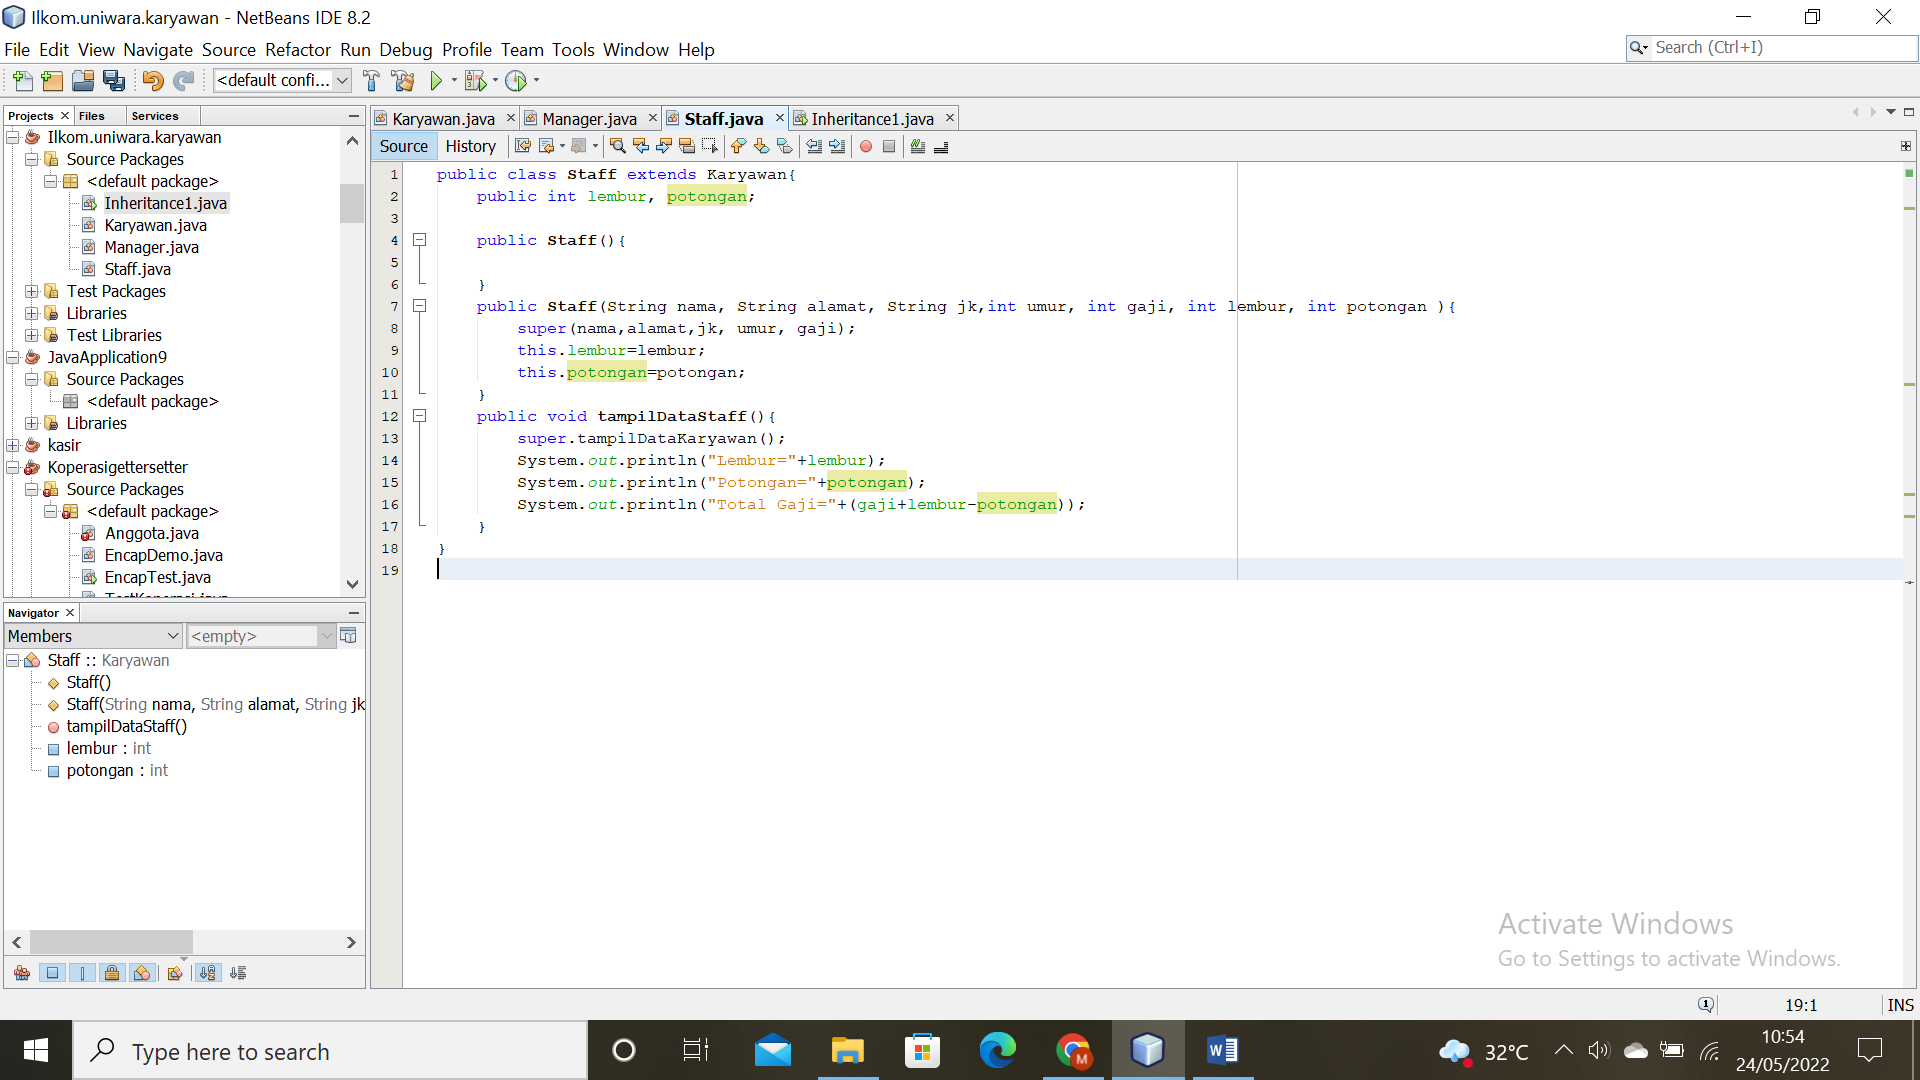 Ilkom.uniwara.karyawan - NetBeans IDE 8.2
File Edit View Navigate Source Refactor Run Debug Profile Team Tools Window Help
Search (Ctrl+I)
<default confi...
Projects Files Services
Ilkom.uniwara.karyawan
Source Packages
<default package>
Inheritance1.java
Karyawan.java
Manager.java
Staff.java
Test Packages
Libraries
Test Libraries
JavaApplication9
Source Packages
<default package>
Libraries
kasir
Koperasigettersetter
Source Packages
<default package>
Anggota.java
EncapDemo.java
EncapTest.java
Navigator
Members
<empty>
Staff :: Karyawan
Staff()
Staff(String nama, String alamat, String jk
tampilDataStaff()
lembur : int
potongan : int
Karyawan.java Manager.java Staff.java Inheritance1.java
Source History
1 public class Staff extends Karyawan{
2 public int lembur, potongan;
3
4 public Staff(){
5
6 }
7 public Staff(String nama, String alamat, String jk,int umur, int gaji, int lembur, int potongan ){
8 super(nama,alamat,jk, umur, gaji);
9 this.lembur=lembur;
10 this.potongan=potongan;
11 }
12 public void tampilDataStaff(){
13 super.tampilDataKaryawan();
14 System.out.println("Lembur="+lembur);
15 System.out.println("Potongan="+potongan);
16 System.out.println("Total Gaji="+(gaji+lembur-potongan));
17 }
18 }
19
Activate Windows
Go to Settings to activate Windows.
19:1 INS
Type here to search
32°C
10:54
24/05/2022